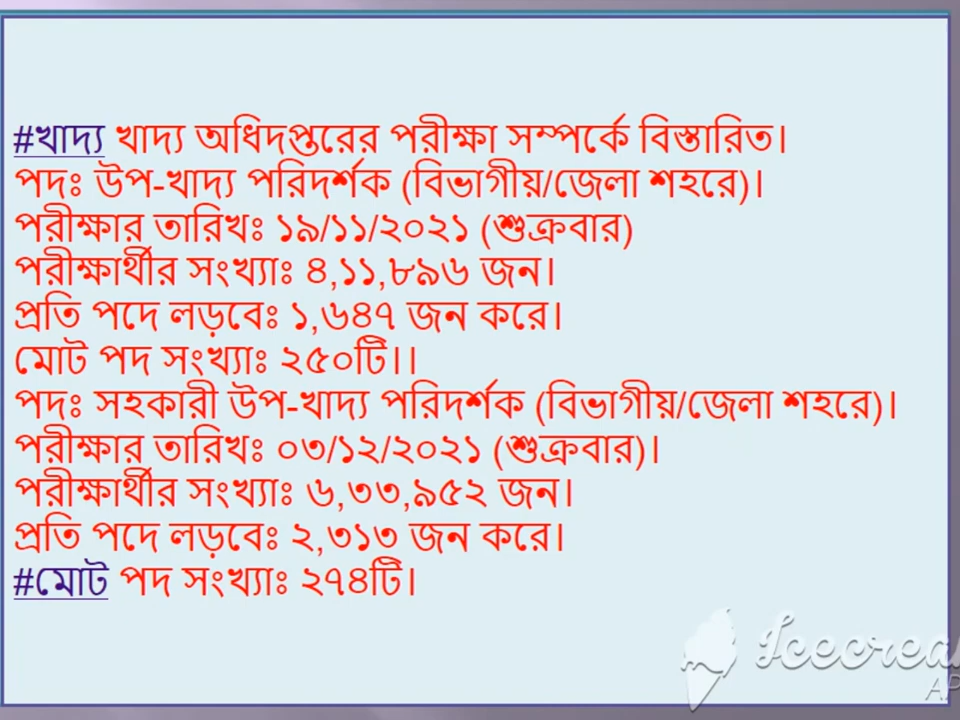 #খাদ্য খাদ্য অধিদপ্তরের পরীক্ষা সম্পর্কে বিস্তারিত।
পদঃ উপ-খাদ্য পরিদর্শক (বিভাগীয়/জেলা শহরে)।
পরীক্ষার তারিখঃ ১৯/১১/২০২১ (শুক্রবার)
পরীক্ষার্থীর সংখ্যাঃ ৪,১১,৮৯৬ জন।
প্রতি পদে লড়বেঃ ১,৬৪৭ জন করে।
মোট পদ সংখ্যাঃ ২৫০টি।।
পদঃ সহকারী উপ-খাদ্য পরিদর্শক (বিভাগীয়/জেলা শহরে)।
পরীক্ষার তারিখঃ ০৩/১২/২০২১ (শুক্রবার)।
পরীক্ষার্থীর সংখ্যাঃ ৬,৩৩,৯৫২ জন।
প্রতি পদে লড়বেঃ ২,৩১৩ জন করে।
#মোট পদ সংখ্যাঃ ২৭৪টি।